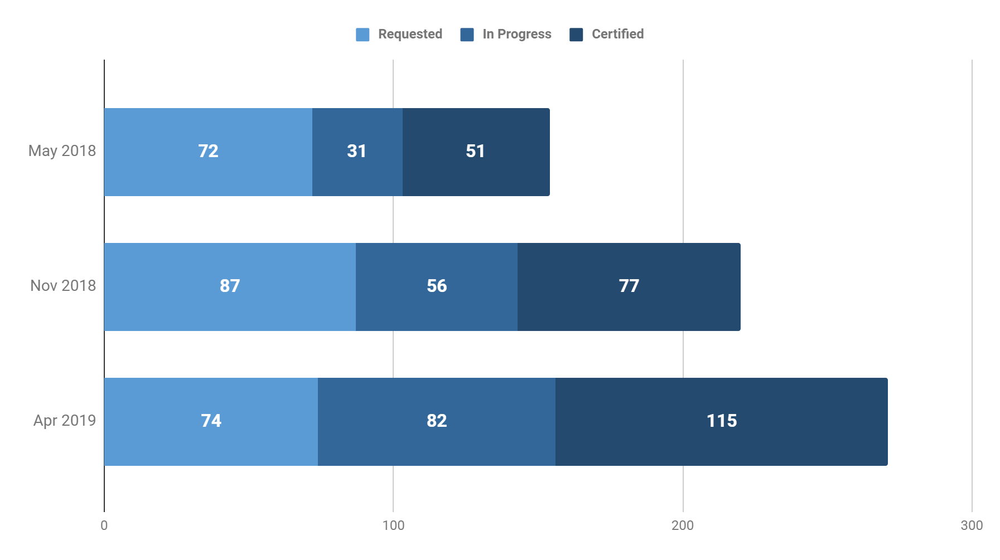 Requested In Progress Certified
May 2018 72 31 51
Nov 2018 87 56 77
Apr 2019 74 82 115
0 100 200 300